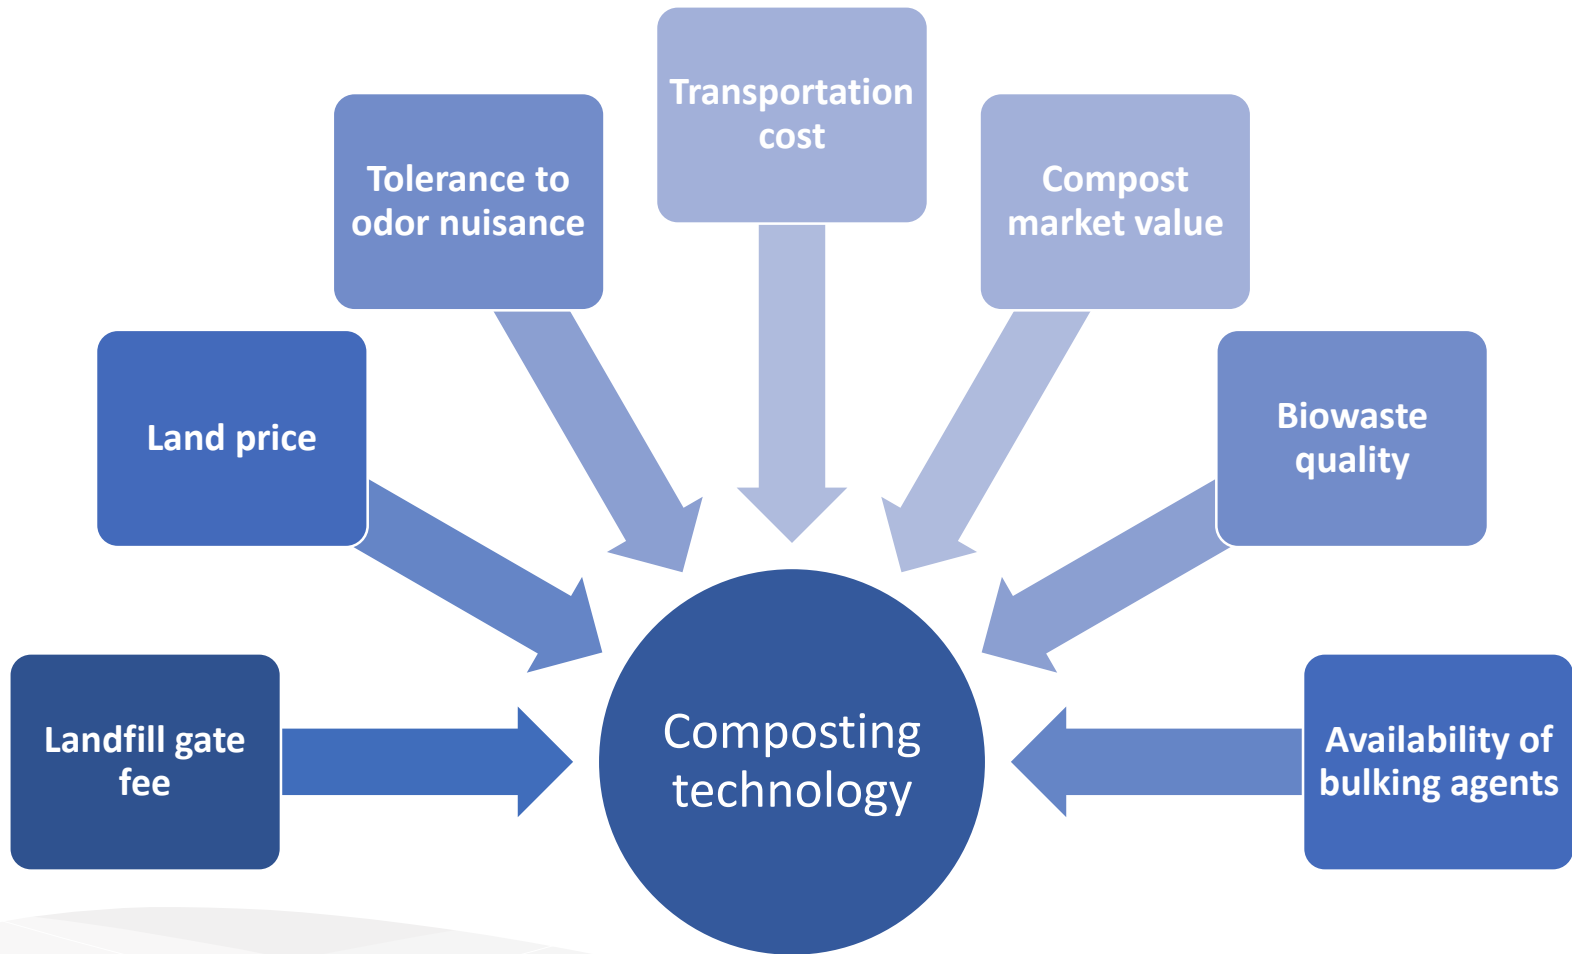 Transportation
cost
Tolerance to
odor nuisance
Compost
market value
Land price
Biowaste
quality
Landfill gate
fee
Composting
technology
Availability of
bulking agents